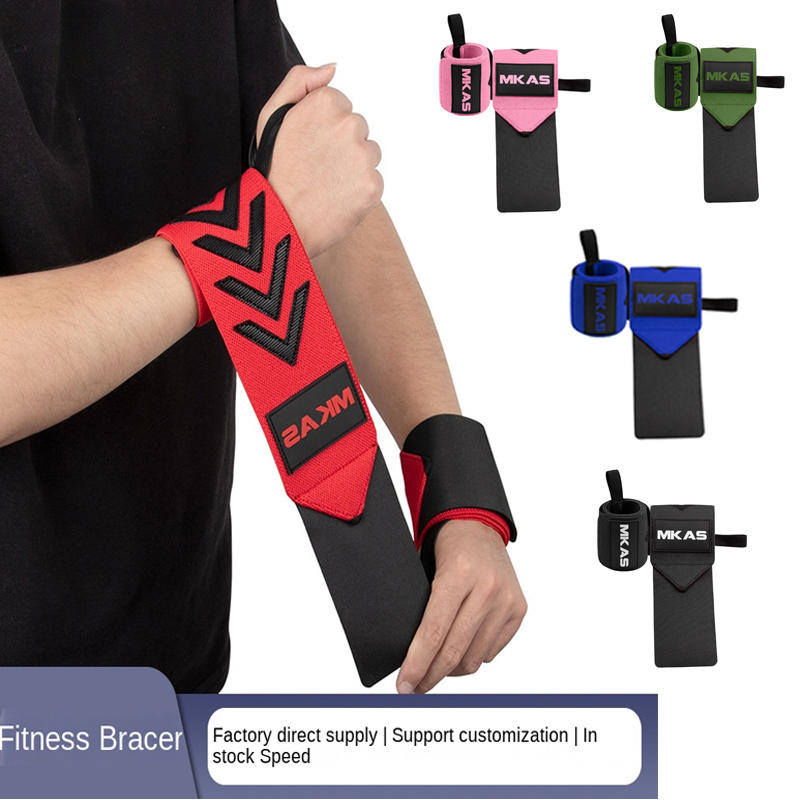 MKAS
MKAS
MKAS
MKAS
MKAS
MKAS
MKAS
MKAS
MKAS
Fitness Bracer
Factory direct supply | Support customization | In
stock Speed